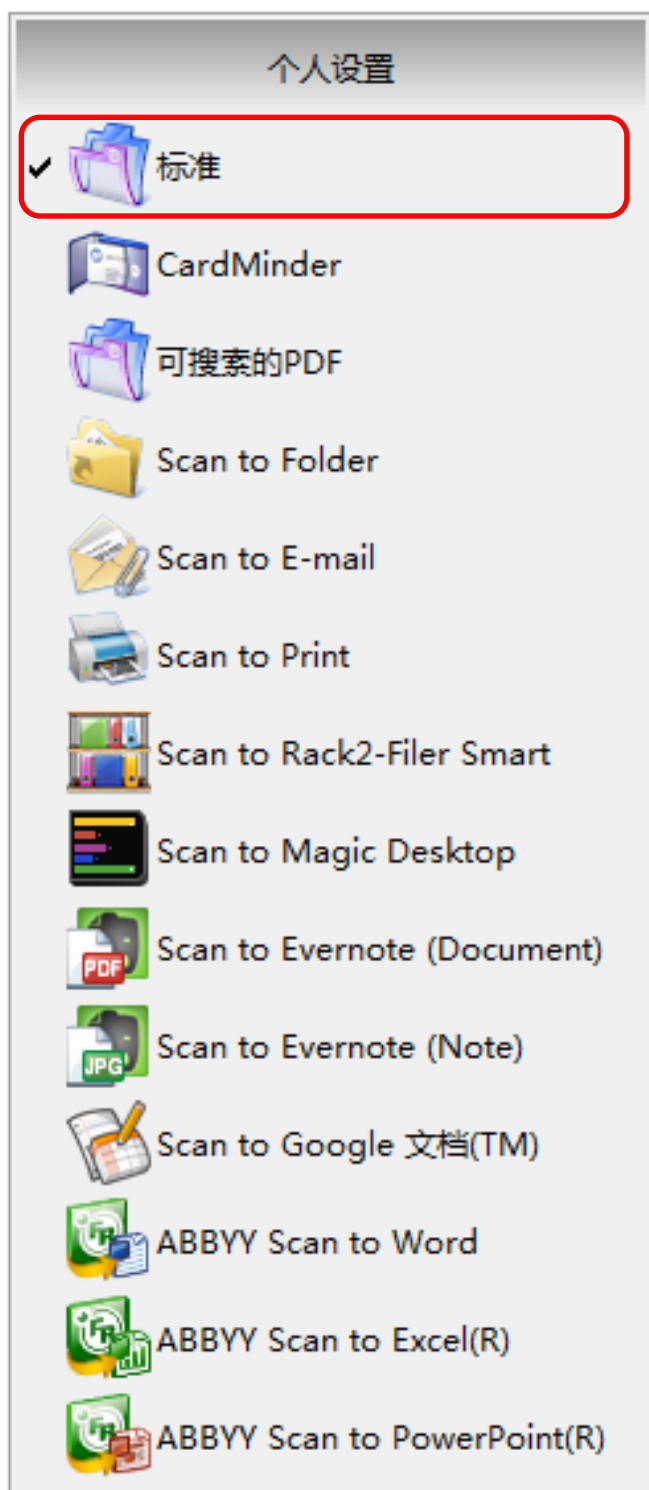 个人设置
标准
CardMinder
可搜索的PDF
Scan to Folder
Scan to E-mail
Scan to Print
Scan to Rack2-Filer Smart
Scan to Magic Desktop
PDF
Scan to Evernote (Document)
JPG
Scan to Evernote (Note)
Scan to Google 文档(TM)
ABBYY Scan to Word
ABBYY Scan to Excel(R)
ABBYY Scan to PowerPoint(R)